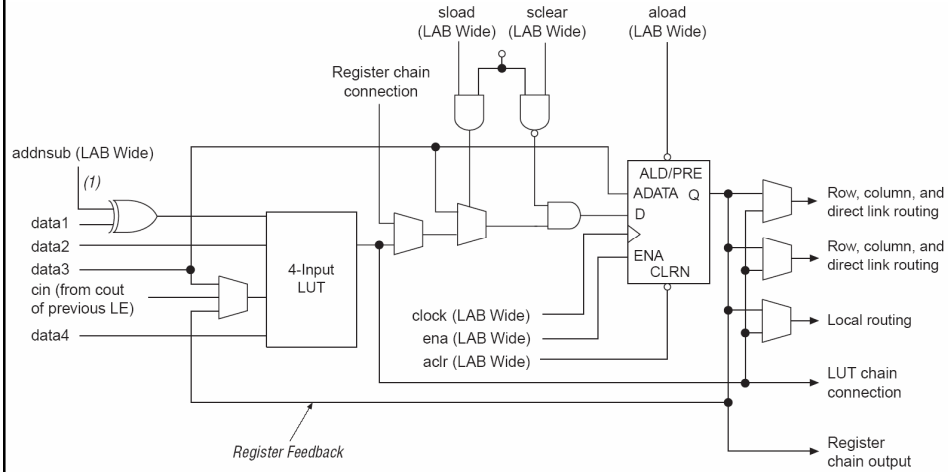 sload
(LAB Wide)
sclear
(LAB Wide)
aload
(LAB Wide)
Register chain
connection
addnsub (LAB Wide)
(1)
data1
data2
data3
cin (from cout
of previous LE)
data4
4-Input
LUT
ALD/PRE
ADATA Q
D
ENA
CLRN
clock (LAB Wide)
ena (LAB Wide)
aclr (LAB Wide)
Register Feedback
Row, column, and
direct link routing
Row, column, and
direct link routing
Local routing
LUT chain
connection
Register
chain output